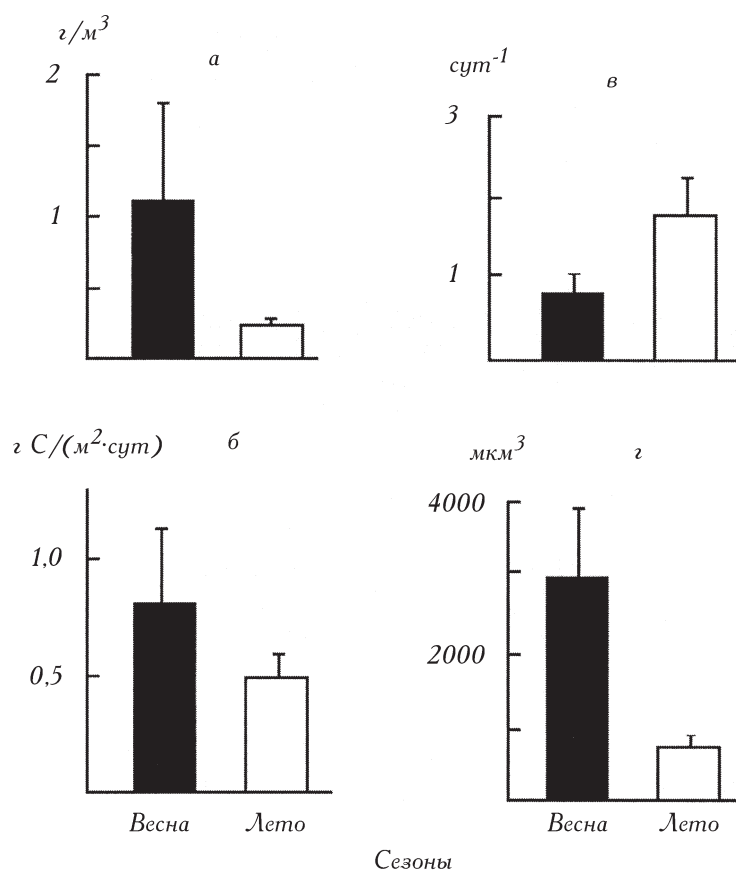 г/м³
а
2
1
сут⁻¹
в
3
1
г С/(м²·сут)
б
1,0
0,5
Весна Лето
мкм³
г
4000
2000
Весна Лето
Сезоны